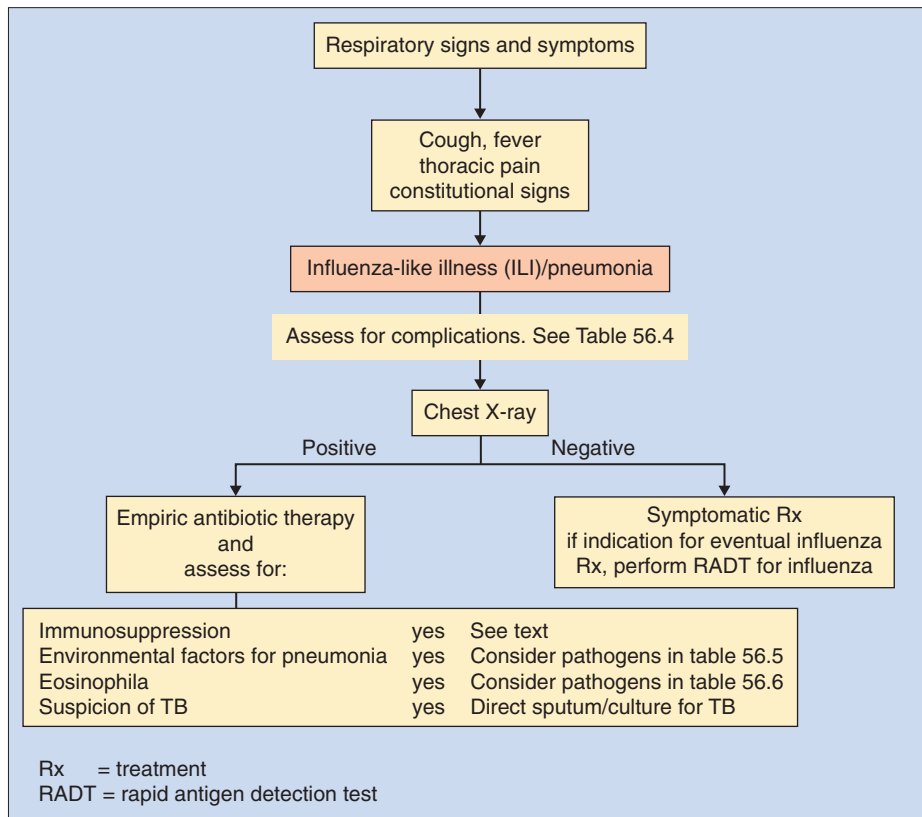 Respiratory signs and symptoms
Cough, fever
thoracic pain
constitutional signs
Influenza-like illness (ILI)/pneumonia
Assess for complications. See Table 56.4
Chest X-ray
Positive Negative
Empiric antibiotic therapy
and
assess for:
Symptomatic Rx
if indication for eventual influenza
Rx, perform RADT for influenza
Immunosuppression yes See text
Environmental factors for pneumonia yes Consider pathogens in table 56.5
Eosinophila yes Consider pathogens in table 56.6
Suspicion of TB yes Direct sputum/culture for TB
Rx = treatment
RADT = rapid antigen detection test